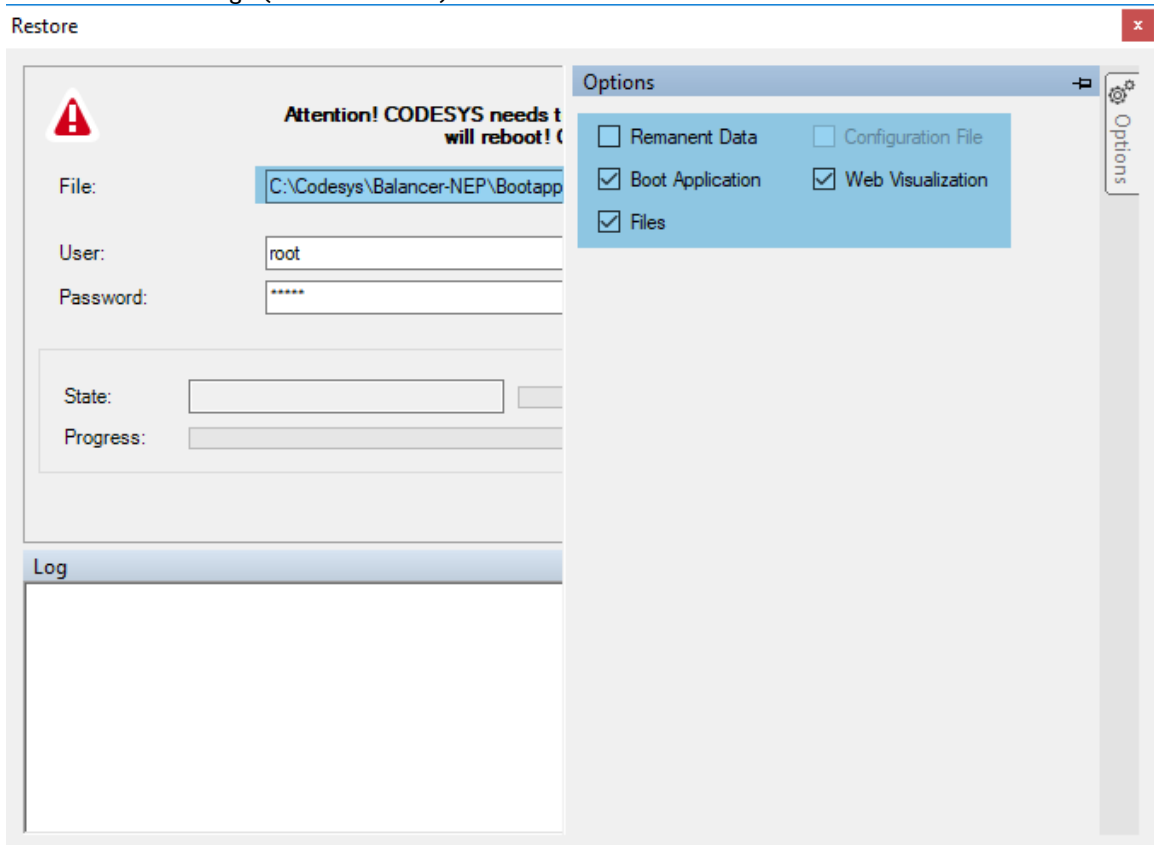 Restore
x
Attention! CODESYS needs t
will reboot! (
File:
C:\Codesys\Balancer-NEP\Bootapp
User:
root
Password:
*****
State:
Progress:
Log
Options
Remanent Data
Configuration File
Boot Application
Web Visualization
Files
Options